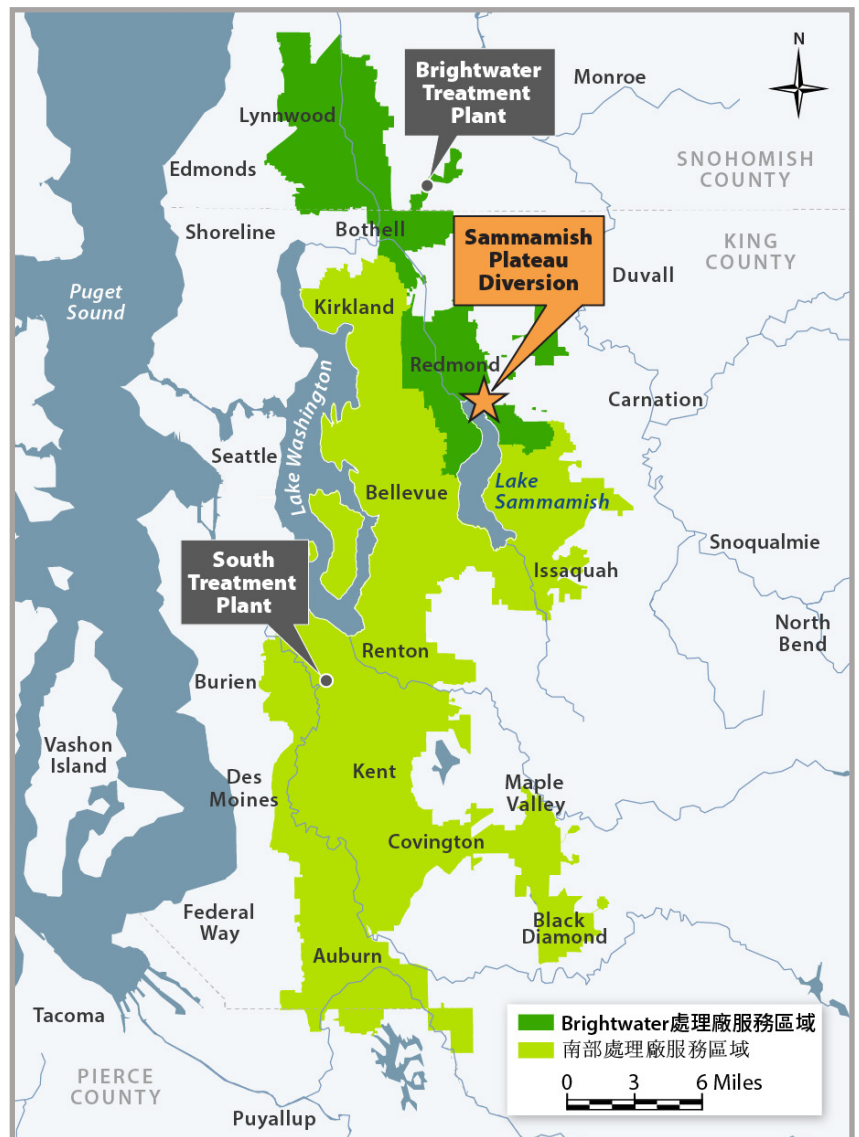 N
Brightwater
Treatment
Plant
Monroe
Lynnwood
Edmonds
SNOHOMISH
COUNTY
Shoreline
Bothell
Sammamish
Plateau
Diversion
KING
COUNTY
Duvall
Puget
Sound
Kirkland
Redmond
Carnation
Lake Washington
Seattle
Bellevue
Lake
Sammamish
Snoqualmie
South
Treatment
Plant
Issaquah
North
Bend
Renton
Burien
Vashon
Island
Des
Moines
Kent
Maple
Valley
Covington
Federal
Way
Black
Diamond
Auburn
Tacoma
Brightwater處理廠服務區域
南部處理廠服務區域
0 3 6 Miles
PIERCE
COUNTY
Puyallup